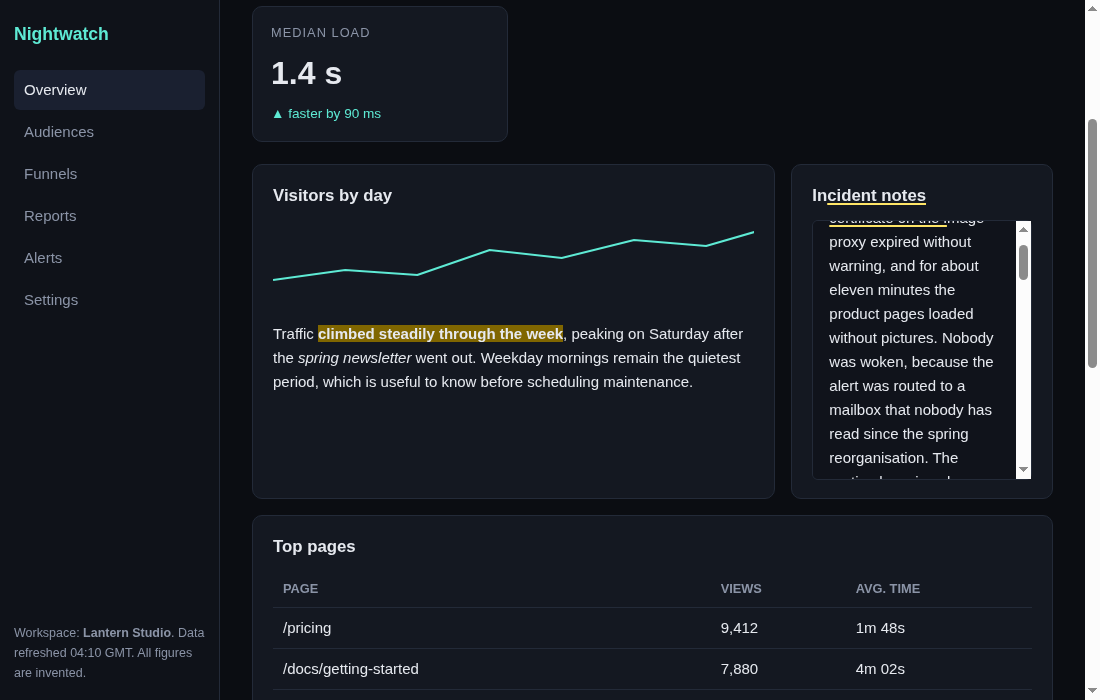 Nightwatch
Overview
Audiences
Funnels
Reports
Alerts
Settings
Workspace: Lantern Studio. Data
refreshed 04:10 GMT. All figures
are invented.
MEDIAN LOAD
1.4 s
▲ faster by 90 ms
Visitors by day
Traffic climbed steadily through the week, peaking on Saturday after
the spring newsletter went out. Weekday mornings remain the quietest
period, which is useful to know before scheduling maintenance.
Incident notes
certificate on the image
proxy expired without
warning, and for about
eleven minutes the
product pages loaded
without pictures. Nobody
was woken, because the
alert was routed to a
mailbox that nobody has
read since the spring
reorganisation. The
Top pages
PAGE VIEWS AVG. TIME
/pricing 9,412 1m 48s
/docs/getting-started 7,880 4m 02s